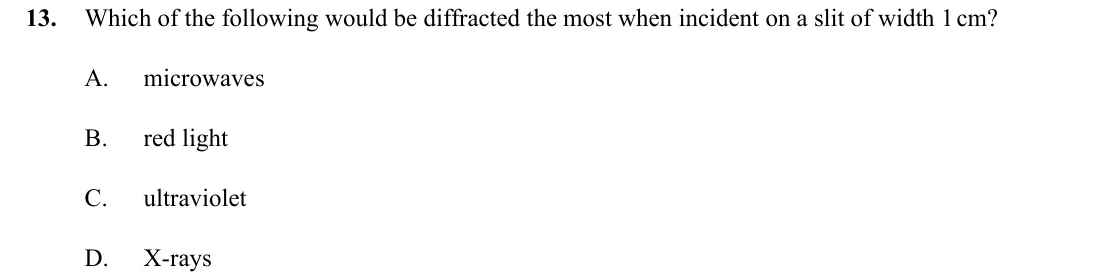 13. Which of the following would be diffracted the most when incident on a slit of width 1 cm?
A. microwaves
B. red light
C. ultraviolet
D. X-rays